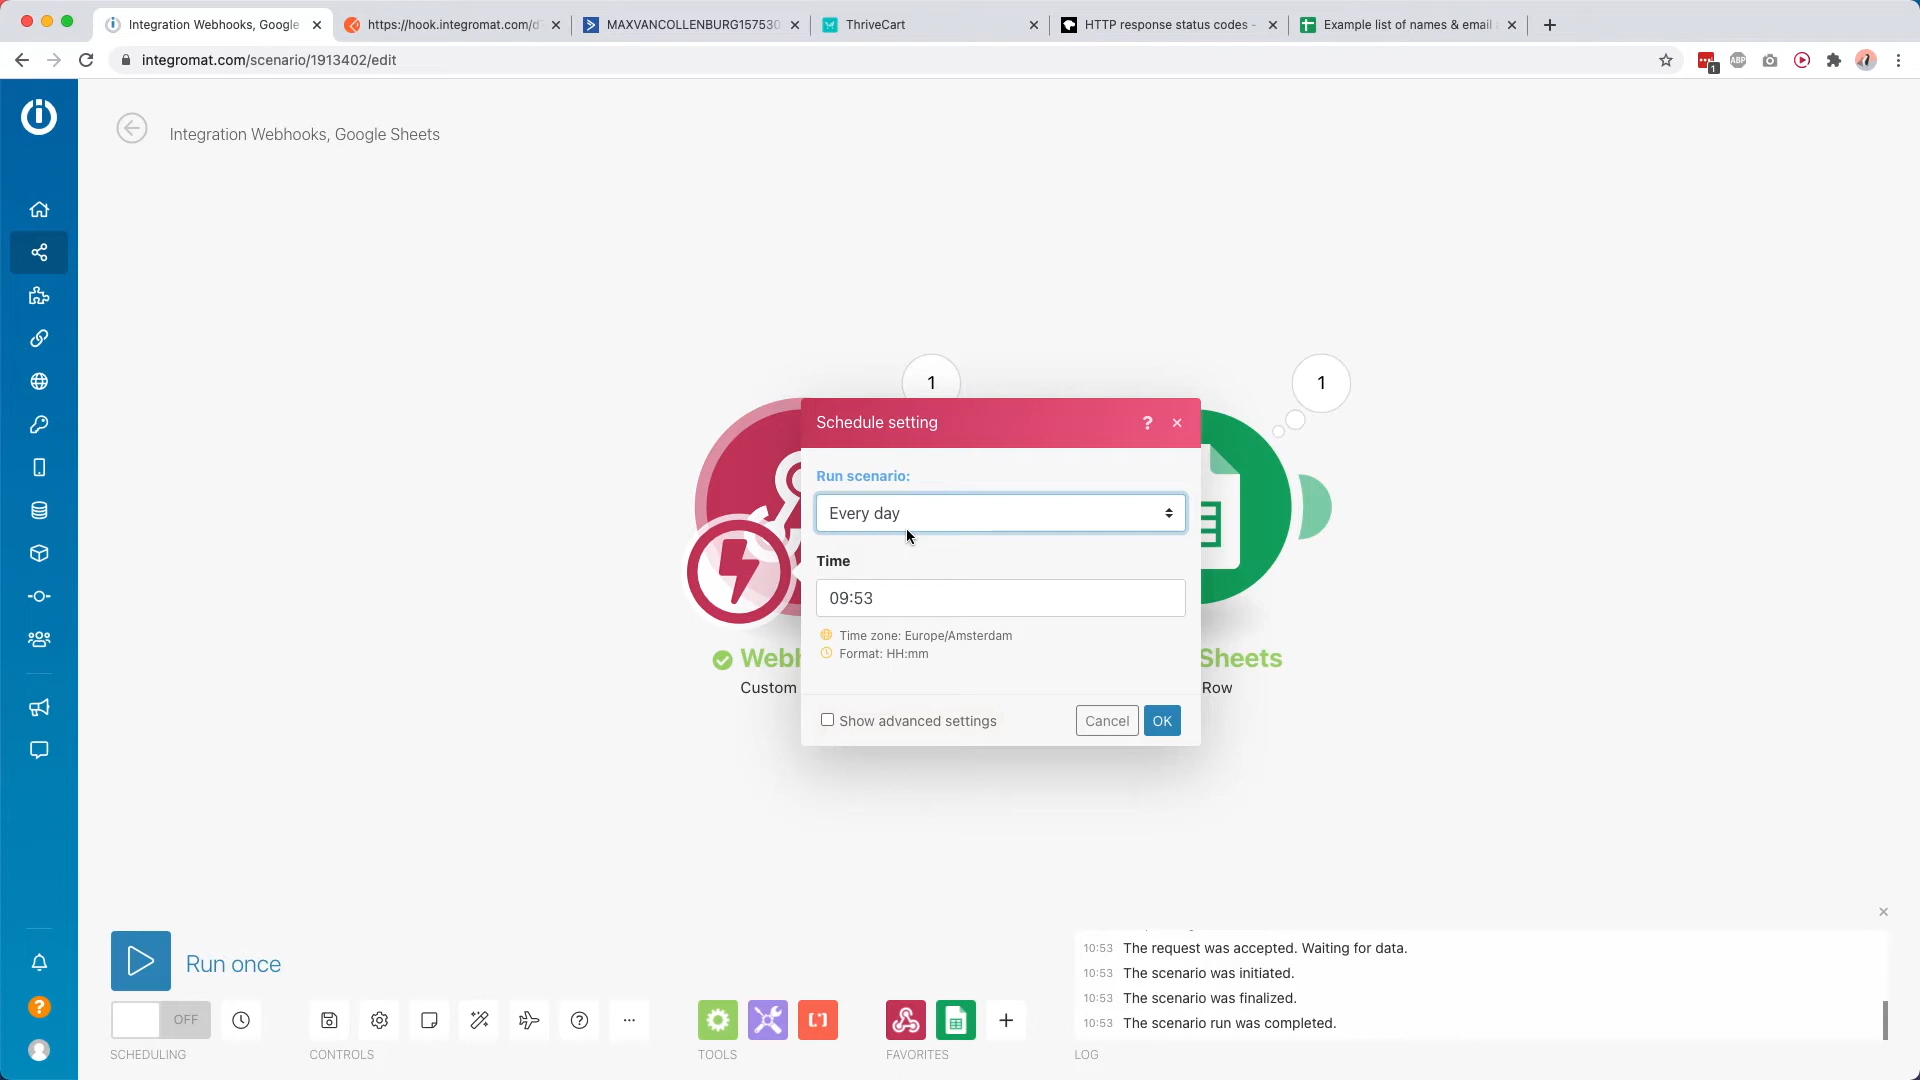 Integration Webhooks, Google
https://hook.integromat.com/d
MAXVANCOLLENBURG157530
ThriveCart
HTTP response status codes -
Example list of names & email
integromat.com/scenario/1913402/edit
1
ABP
Integration Webhooks, Google Sheets
1
1
Schedule setting
?
Run scenario:
Every day
Time
09:53
Time zone: Europe/Amsterdam
Format: HH:mm
Webh
Sheets
Custom
Row
Show advanced settings
Cancel
OK
Run once
10:53 The request was accepted. Waiting for data.
10:53 The scenario was initiated.
10:53 The scenario was finalized.
10:53 The scenario run was completed.
OFF
SCHEDULING
CONTROLS
TOOLS
FAVORITES
LOG